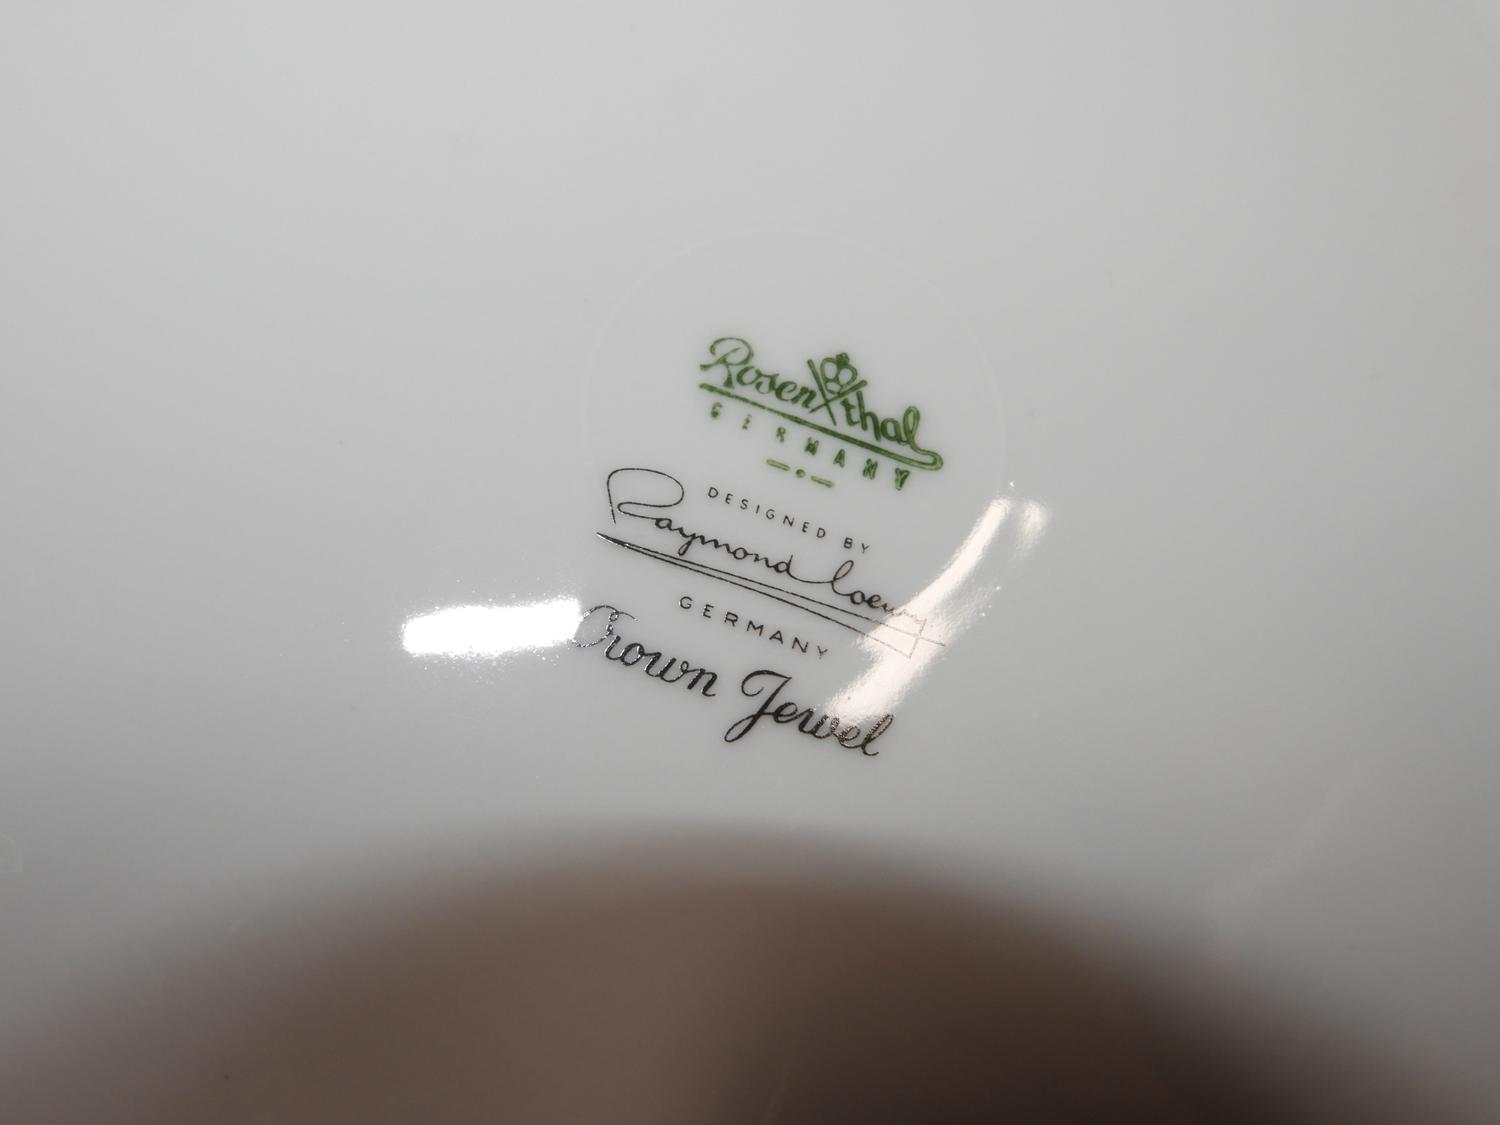 Rosenthal
GERMANY
DESIGNED BY
Raymond Loewy
GERMANY
Crown Jewel